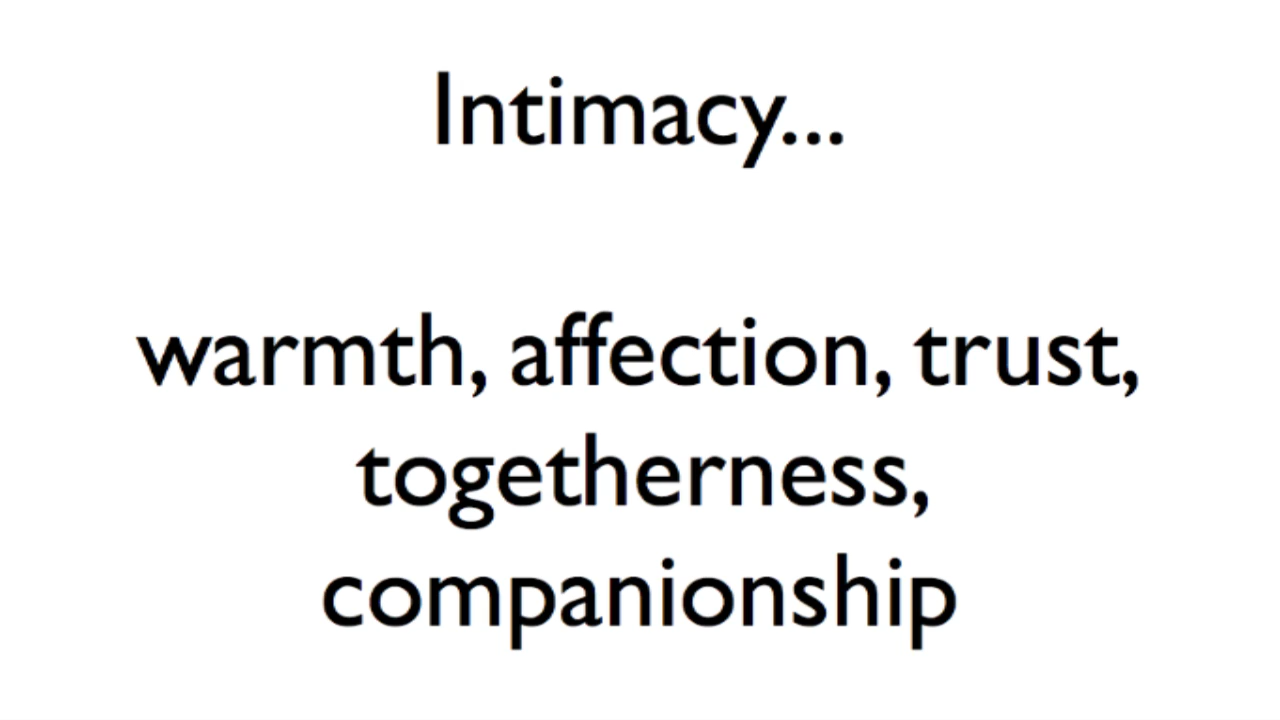 Intimacy...
warmth, affection, trust,
togetherness,
companionship